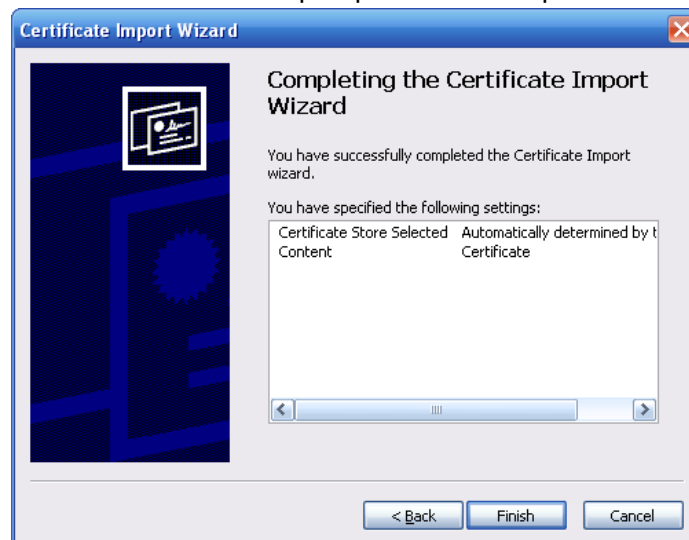 Certificate Import Wizard
Completing the Certificate Import
Wizard
You have successfully completed the Certificate Import
wizard.
You have specified the following settings:
Certificate Store Selected Automatically determined by t
Content Certificate
< Back Finish Cancel